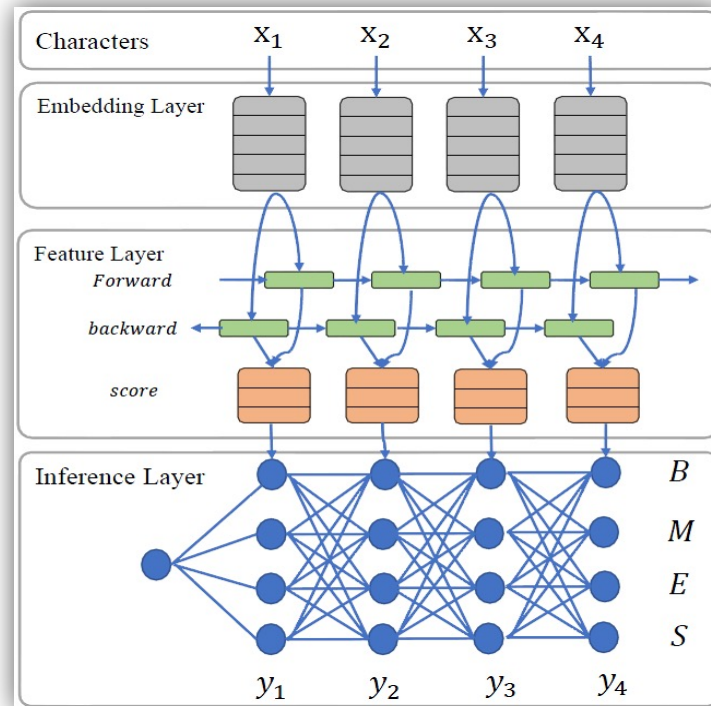 Characters x₁ x₂ x₃ x₄
Embedding Layer
Feature Layer
Forward
backward
score
Inference Layer
B
M
E
S
y₁ y₂ y₃ y₄